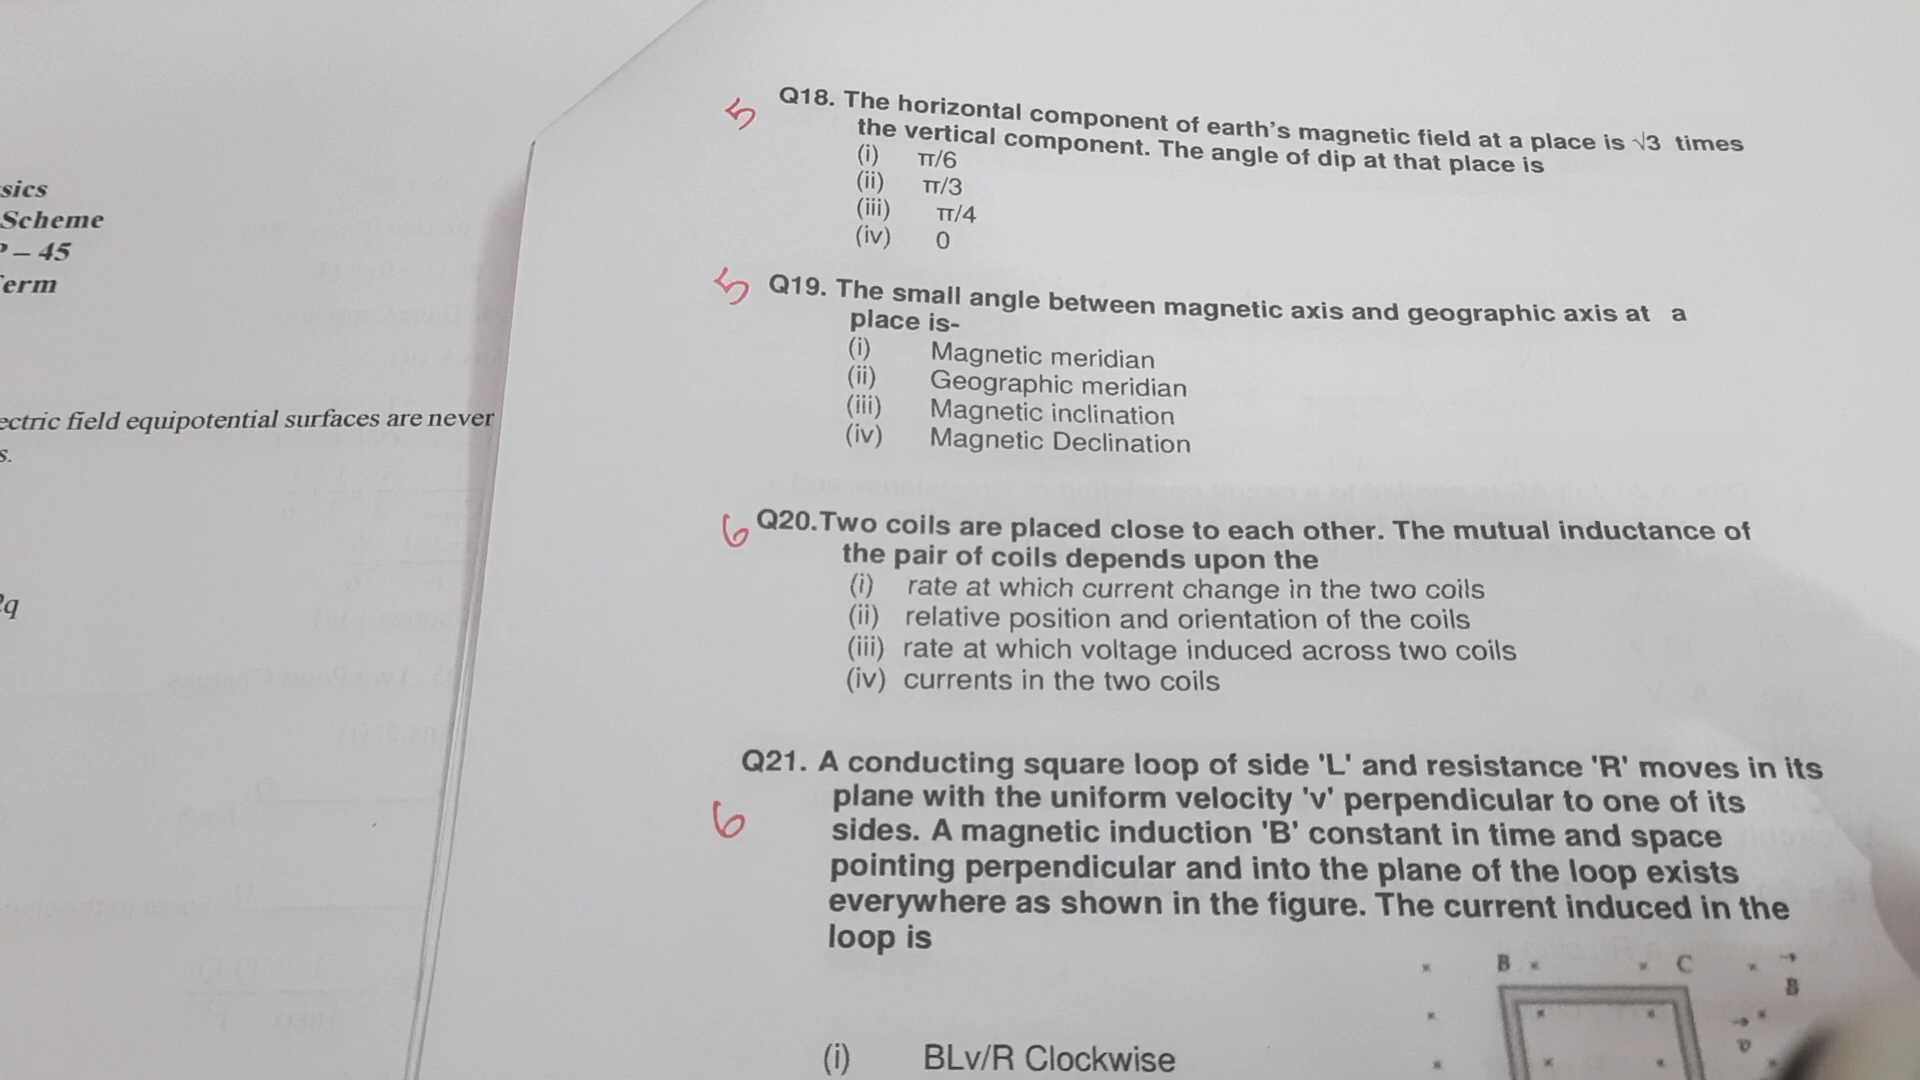 sics
Scheme
P – 45
erm
ectric field equipotential surfaces are never
s.
2q
5 Q18. The horizontal component of earth's magnetic field at a place is √3 times
the vertical component. The angle of dip at that place is
(i) π/6
(ii) π/3
(iii) π/4
(iv) 0
5 Q19. The small angle between magnetic axis and geographic axis at a
place is-
(i) Magnetic meridian
(ii) Geographic meridian
(iii) Magnetic inclination
(iv) Magnetic Declination
6 Q20.Two coils are placed close to each other. The mutual inductance of
the pair of coils depends upon the
(i) rate at which current change in the two coils
(ii) relative position and orientation of the coils
(iii) rate at which voltage induced across two coils
(iv) currents in the two coils
Q21. A conducting square loop of side 'L' and resistance 'R' moves in its
6 plane with the uniform velocity 'v' perpendicular to one of its
sides. A magnetic induction 'B' constant in time and space
pointing perpendicular and into the plane of the loop exists
everywhere as shown in the figure. The current induced in the
loop is
B C
B
v
(i) BLv/R Clockwise